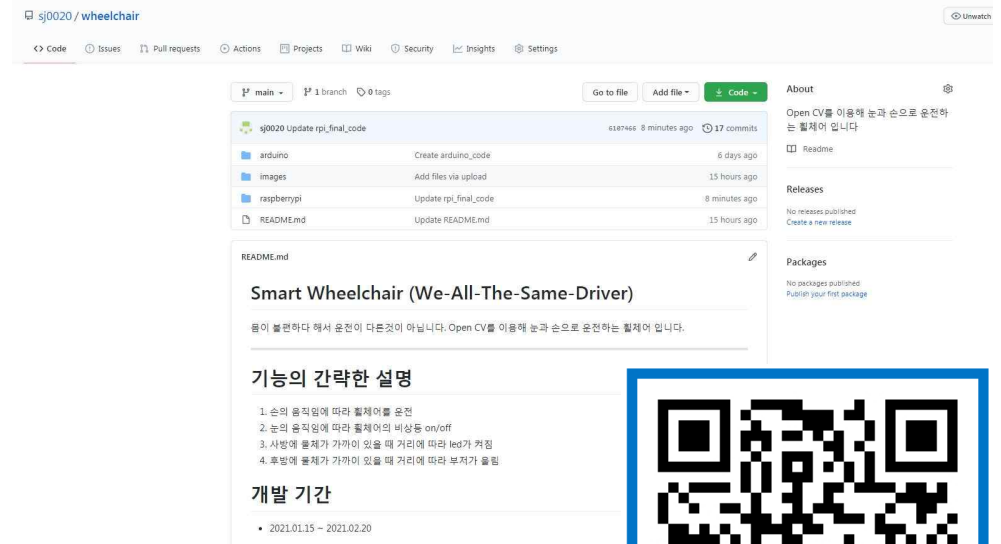 sj0020 / wheelchair
Unwatch
<> Code Issues Pull requests Actions Projects Wiki Security Insights Settings
main 1 branch 0 tags Go to file Add file Code
sj0020 Update rpi_final_code 6187466 8 minutes ago 17 commits
arduino Create arduino_code 6 days ago
images Add files via upload 15 hours ago
raspberrypi Update rpi_final_code 8 minutes ago
README.md Update README.md 15 hours ago
About
Open CV를 이용해 눈과 손으로 운전하
는 휠체어 입니다
Readme
Releases
No releases published
Create a new release
Packages
No packages published
Publish your first package
README.md
Smart Wheelchair (We-All-The-Same-Driver)
몸이 불편하다 해서 운전이 다른것이 아닙니다. Open CV를 이용해 눈과 손으로 운전하는 휠체어 입니다.
기능의 간략한 설명
1. 손의 움직임에 따라 휠체어를 운전
2. 눈의 움직임에 따라 휠체어의 비상등 on/off
3. 사방에 물체가 가까이 있을 때 거리에 따라 led가 켜짐
4. 후방에 물체가 가까이 있을 때 거리에 따라 부저가 울림
개발 기간
• 2021.01.15 ~ 2021.02.20